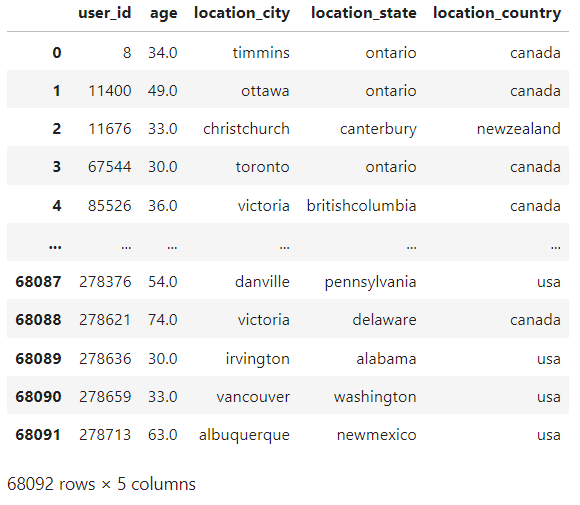 user_id age location_city location_state location_country
0 8 34.0 timmins ontario canada
1 11400 49.0 ottawa ontario canada
2 11676 33.0 christchurch canterbury newzealand
3 67544 30.0 toronto ontario canada
4 85526 36.0 victoria britishcolumbia canada
... ... ... ... ... ...
68087 278376 54.0 danville pennsylvania usa
68088 278621 74.0 victoria delaware canada
68089 278636 30.0 irvington alabama usa
68090 278659 33.0 vancouver washington usa
68091 278713 63.0 albuquerque newmexico usa
68092 rows × 5 columns